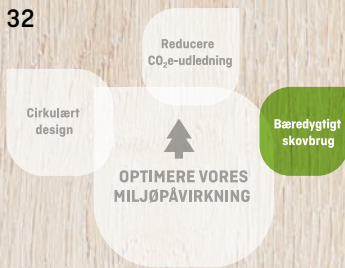 32
Reducere
CO₂e-udledning
Cirkulært
design
Bæredygtigt
skovbrug
OPTIMERE VORES
MILJØPÅVIRKNING